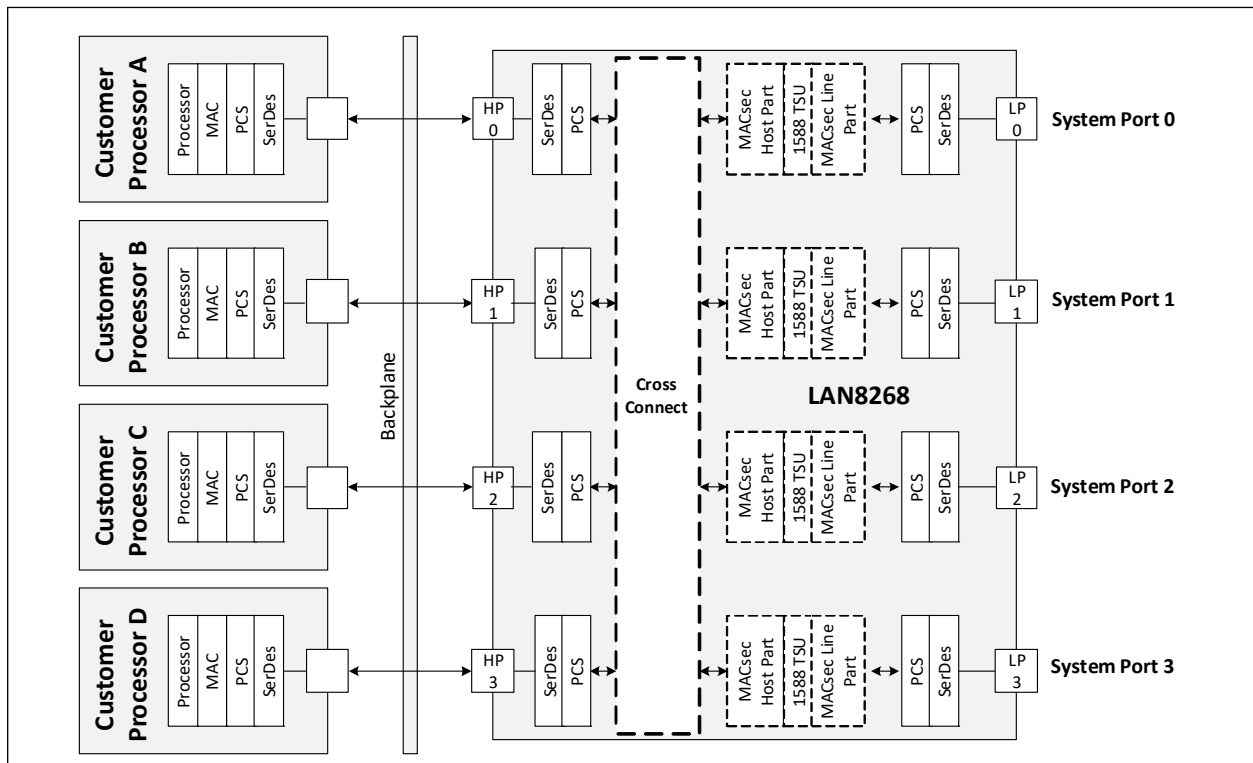 Customer
Processor A
Processor
MAC
PCS
SerDes
HP
0
SerDes
PCS
MACsec
Host Part
1588 TSU
MACsec Line
Part
PCS
SerDes
LP
0
System Port 0
Customer
Processor B
Processor
MAC
PCS
SerDes
HP
1
SerDes
PCS
MACsec
Host Part
1588 TSU
MACsec Line
Part
PCS
SerDes
LP
1
System Port 1
Backplane
Cross
Connect
LAN8268
Customer
Processor C
Processor
MAC
PCS
SerDes
HP
2
SerDes
PCS
MACsec
Host Part
1588 TSU
MACsec Line
Part
PCS
SerDes
LP
2
System Port 2
Customer
Processor D
Processor
MAC
PCS
SerDes
HP
3
SerDes
PCS
MACsec
Host Part
1588 TSU
MACsec Line
Part
PCS
SerDes
LP
3
System Port 3